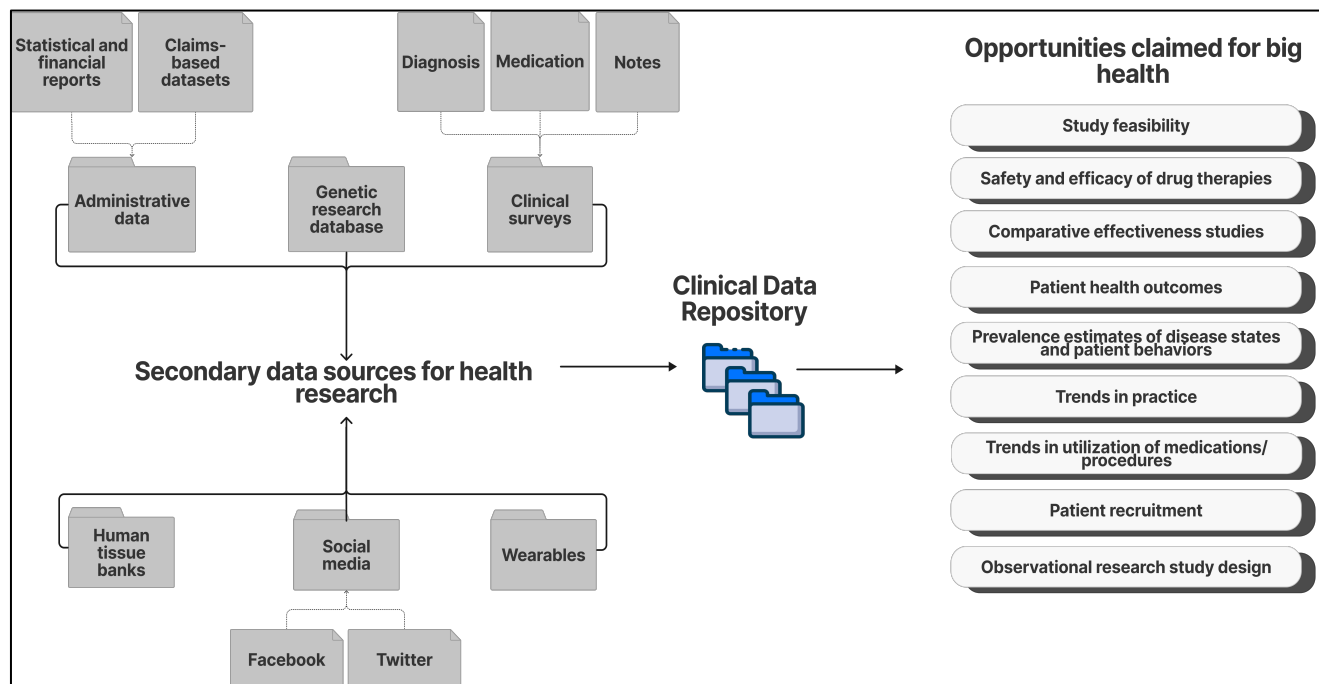 Statistical and
financial
reports
Claims-
based
datasets
Diagnosis
Medication
Notes
Administrative
data
Genetic
research
database
Clinical
surveys
Secondary data sources for health
research
Human
tissue
banks
Social
media
Wearables
Facebook
Twitter
Clinical Data
Repository
Opportunities claimed for big
health
Study feasibility
Safety and efficacy of drug therapies
Comparative effectiveness studies
Patient health outcomes
Prevalence estimates of disease states
and patient behaviors
Trends in practice
Trends in utilization of medications/
procedures
Patient recruitment
Observational research study design